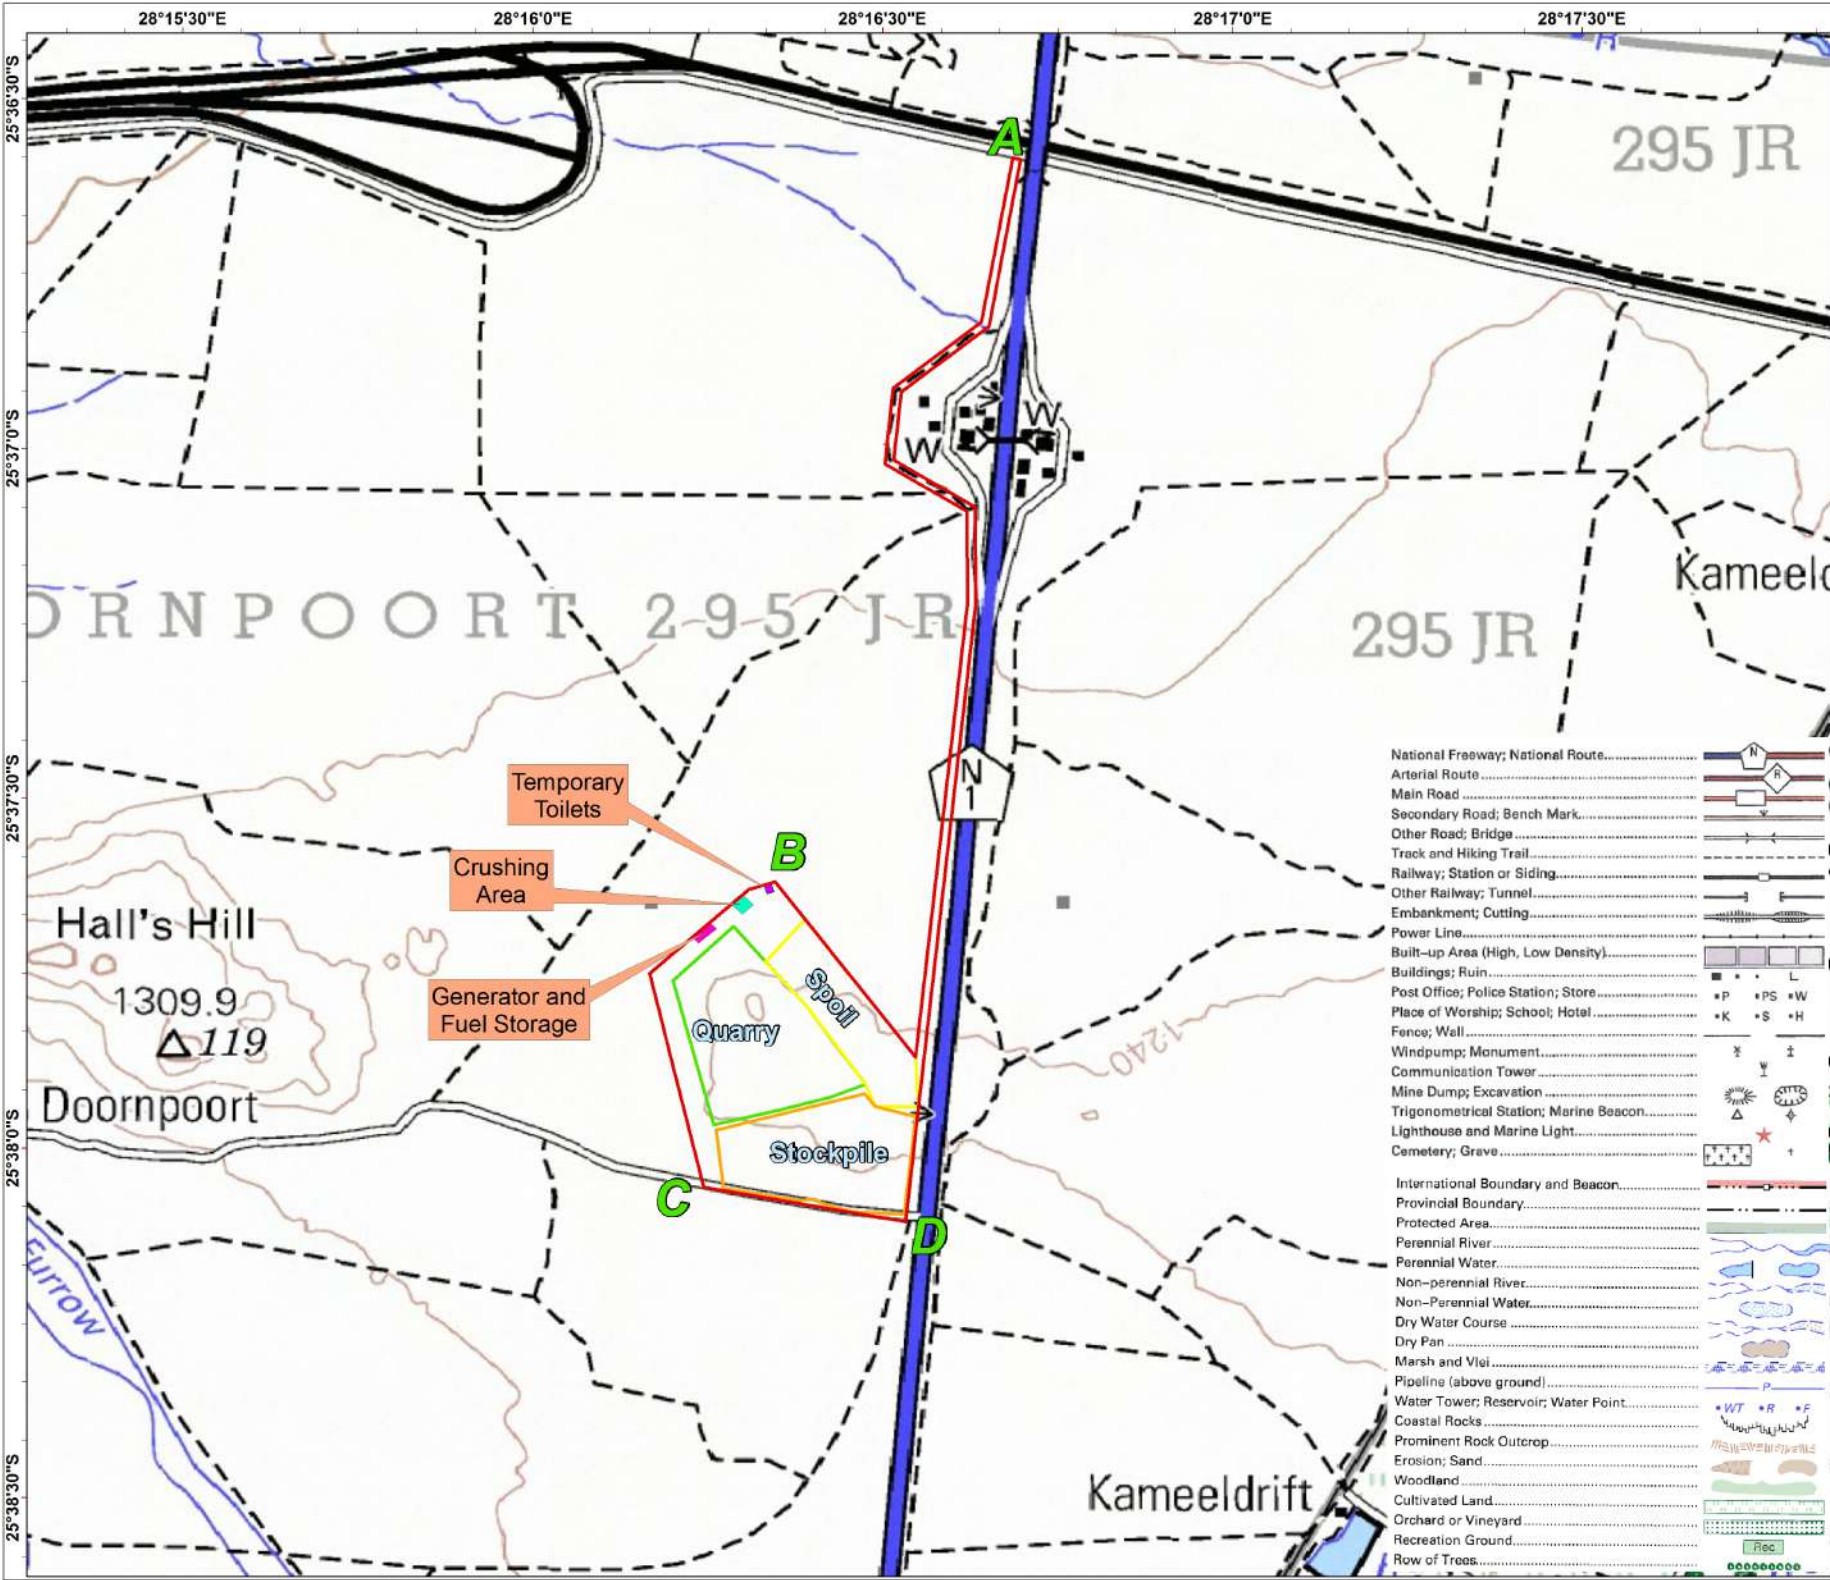 28°15'30"E
28°16'0"E
28°16'30"E
28°17'0"E
28°17'30"E
25°36'30"S
25°37'0"S
25°37'30"S
25°38'0"S
25°38'30"S
R
A
295 JR
W
W
ORNPOORT 295 JR
295 JR
Kameeld
N
1
Temporary
Toilets
B
Crushing
Area
Hall's Hill
1309.9
119
Generator and
Fuel Storage
Spoil
Quarry
1240
Doornpoort
Stockpile
C
D
Furrow
Kameeldrift
National Freeway; National Route
N
Arterial Route
R
Main Road
Secondary Road; Bench Mark
Other Road; Bridge
Track and Hiking Trail
Railway; Station or Siding
Other Railway; Tunnel
Embankment; Cutting
Power Line
Built-up Area (High, Low Density)
Buildings; Ruin
Post Office; Police Station; Store
P PS W
Place of Worship; School; Hotel
K S H
Fence; Wall
Windpump; Monument
Communication Tower
Mine Dump; Excavation
Trigonometrical Station; Marine Beacon
Lighthouse and Marine Light
Cemetery; Grave
International Boundary and Beacon
Provincial Boundary
Protected Area
Perennial River
Perennial Water
Non-perennial River
Non-Perennial Water
Dry Water Course
Dry Pan
Marsh and Vlei
Pipeline (above ground)
P
Water Tower; Reservoir; Water Point
WT R F
Coastal Rocks
Prominent Rock Outcrop
Erosion; Sand
Woodland
Cultivated Land
Orchard or Vineyard
Recreation Ground
Rec
Row of Trees